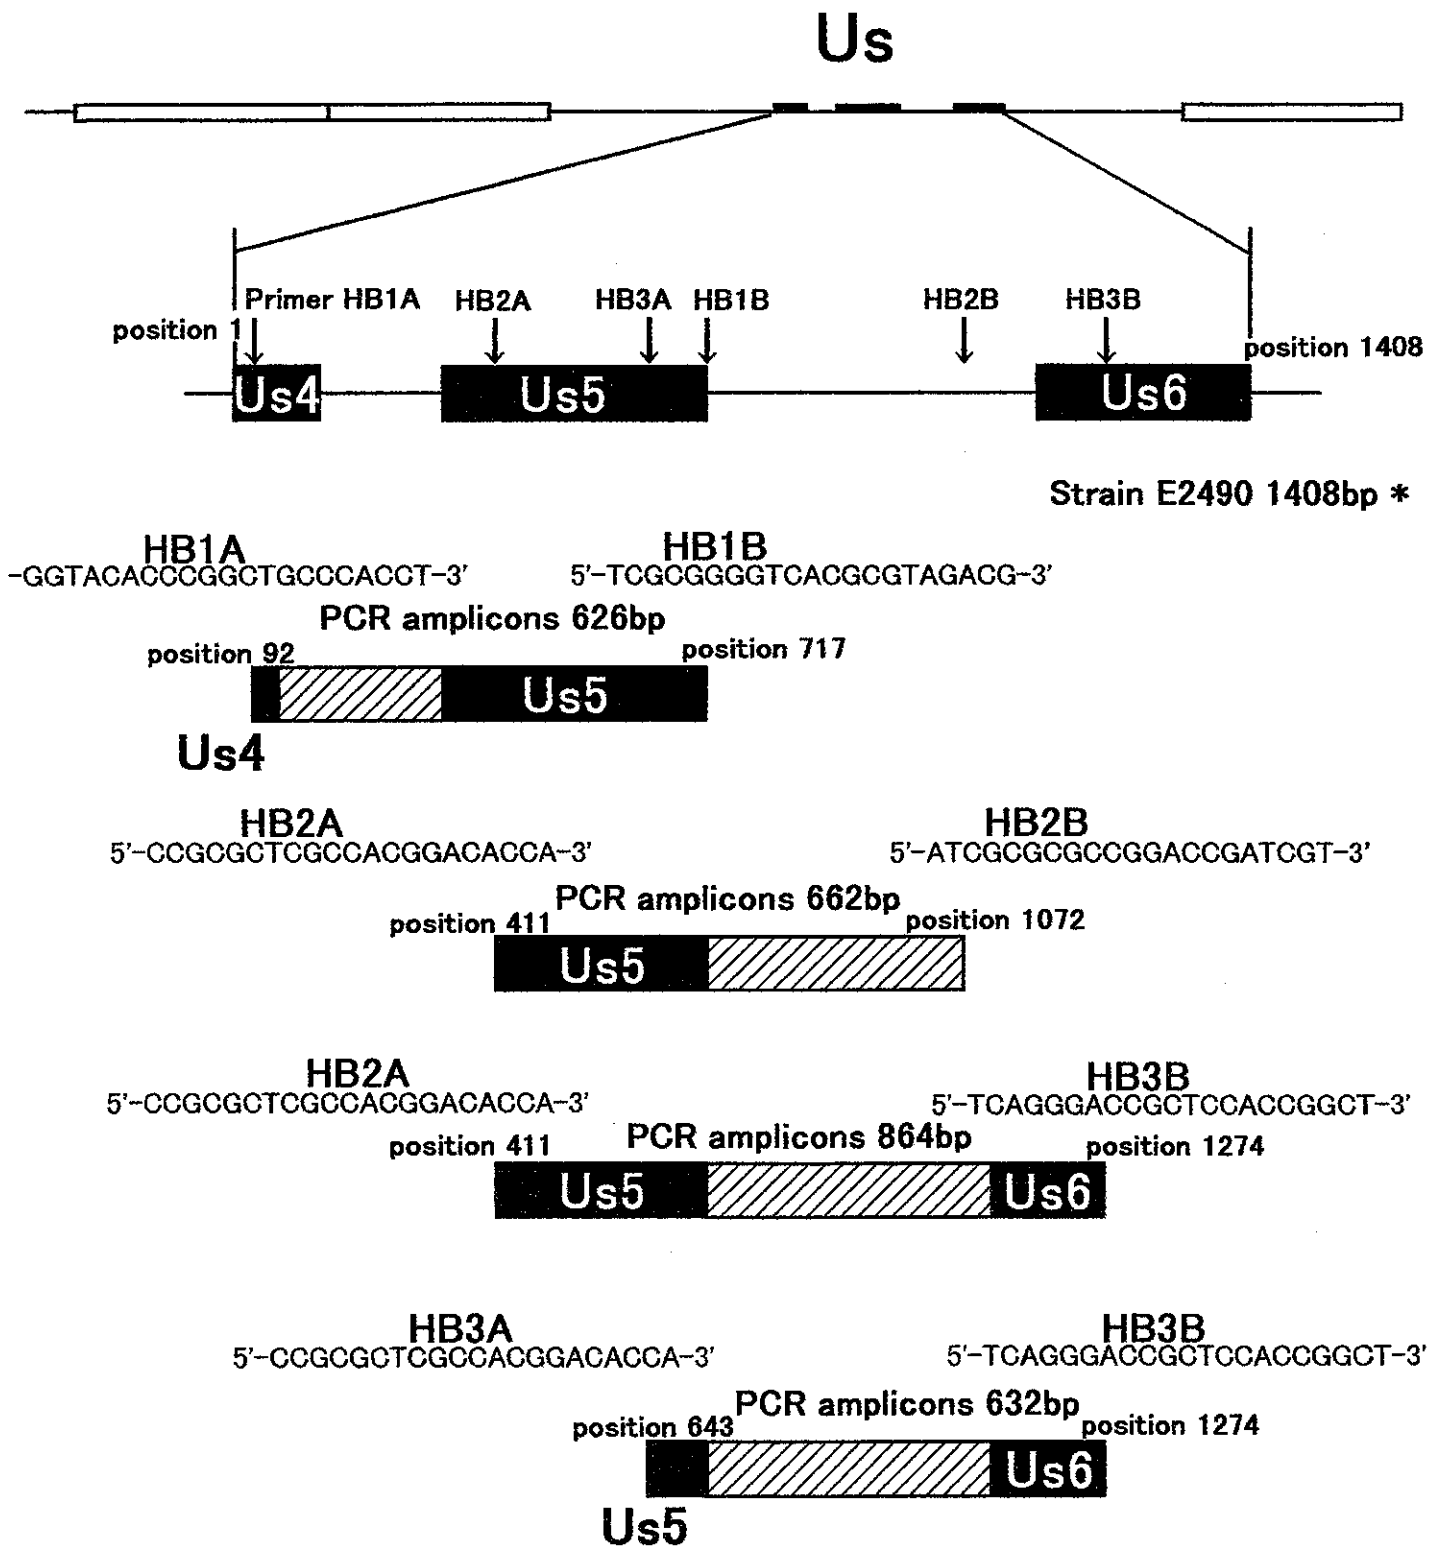 Us
Primer HB1A HB2A HB3A HB1B HB2B HB3B
position 1
position 1408
Us4 Us5 Us6
Strain E2490 1408bp *
HB1A HB1B
-GGTACACCCGGCTGCCCACCT-3' 5'-TCGCGGGGTCACGCGTAGACG-3'
PCR amplicons 626bp
position 92 position 717
Us5
Us4
HB2A HB2B
5'-CCGCGCTCGCCACGGACACCA-3' 5'-ATCGCGCGCCGGACCGATCGT-3'
PCR amplicons 662bp
position 411 position 1072
Us5
HB2A HB3B
5'-CCGCGCTCGCCACGGACACCA-3' 5'-TCAGGGACCGCTCCACCGGCT-3'
PCR amplicons 864bp
position 411 position 1274
Us5 Us6
HB3A HB3B
5'-CCGCGCTCGCCACGGACACCA-3' 5'-TCAGGGACCGCTCCACCGGCT-3'
PCR amplicons 632bp
position 643 position 1274
Us6
Us5